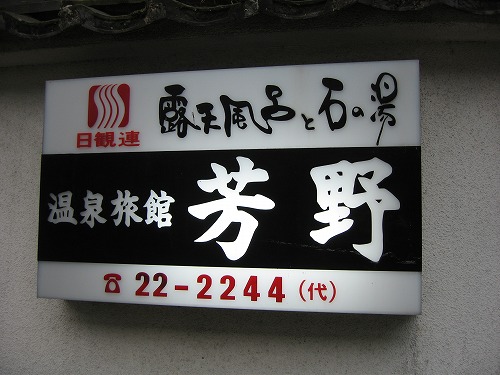 露天風呂と石の湯
日観連
温泉旅館 芳野
☎ 22-2244(代)